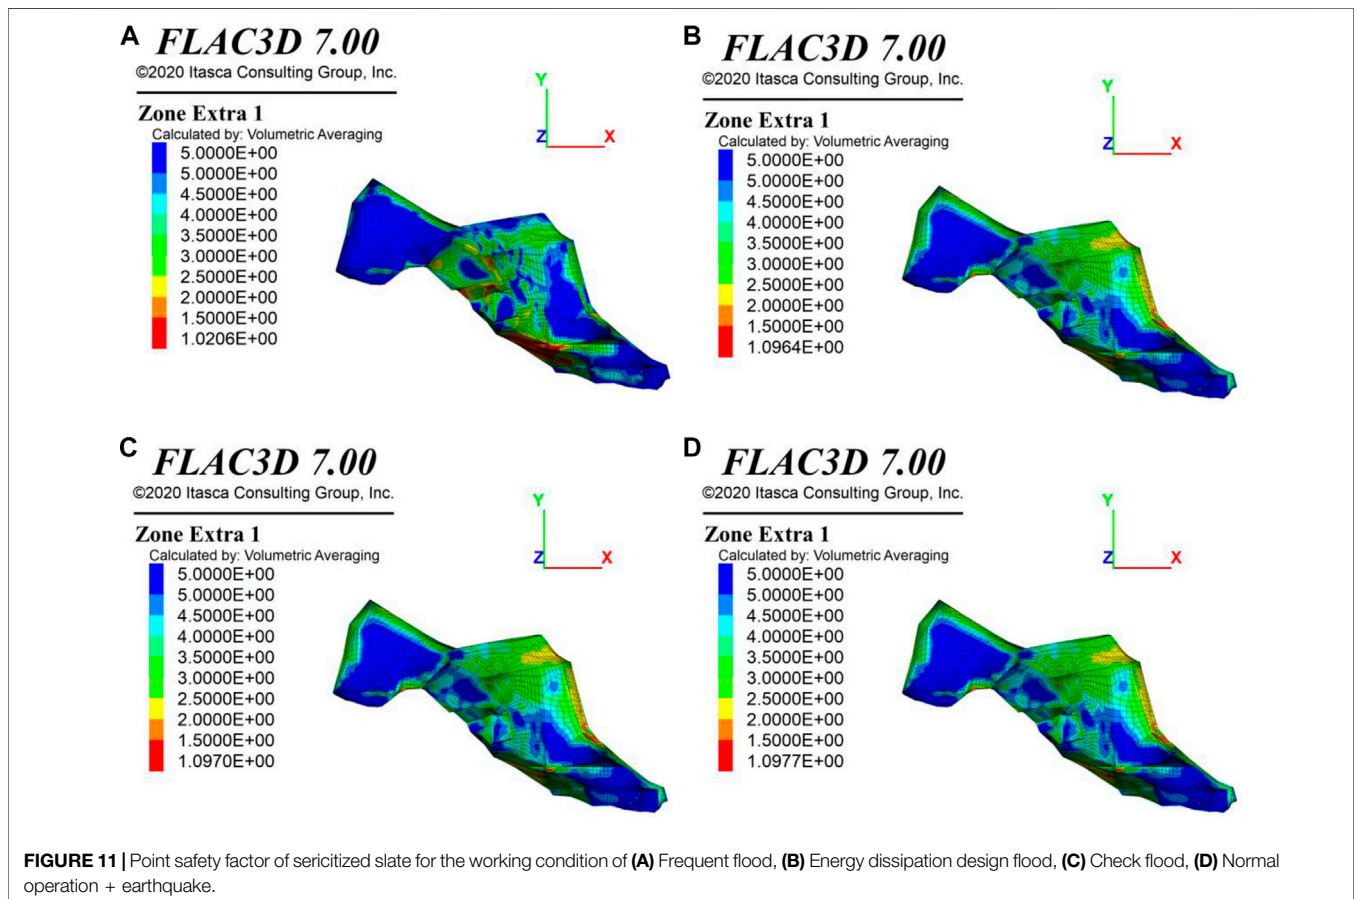 A
FLAC3D 7.00
©2020 Itasca Consulting Group, Inc.
Zone Extra 1
Calculated by: Volumetric Averaging
5.0000E+00
5.0000E+00
4.5000E+00
4.0000E+00
3.5000E+00
3.0000E+00
2.5000E+00
2.0000E+00
1.5000E+00
1.0206E+00
Y
Z X
B
FLAC3D 7.00
©2020 Itasca Consulting Group, Inc.
Zone Extra 1
Calculated by: Volumetric Averaging
5.0000E+00
5.0000E+00
4.5000E+00
4.0000E+00
3.5000E+00
3.0000E+00
2.5000E+00
2.0000E+00
1.5000E+00
1.0964E+00
Y
Z X
C
FLAC3D 7.00
©2020 Itasca Consulting Group, Inc.
Zone Extra 1
Calculated by: Volumetric Averaging
5.0000E+00
5.0000E+00
4.5000E+00
4.0000E+00
3.5000E+00
3.0000E+00
2.5000E+00
2.0000E+00
1.5000E+00
1.0970E+00
Y
Z X
D
FLAC3D 7.00
©2020 Itasca Consulting Group, Inc.
Zone Extra 1
Calculated by: Volumetric Averaging
5.0000E+00
5.0000E+00
4.5000E+00
4.0000E+00
3.5000E+00
3.0000E+00
2.5000E+00
2.0000E+00
1.5000E+00
1.0977E+00
Y
Z X
FIGURE 11 | Point safety factor of sericitized slate for the working condition of (A) Frequent flood, (B) Energy dissipation design flood, (C) Check flood, (D) Normal
operation + earthquake.